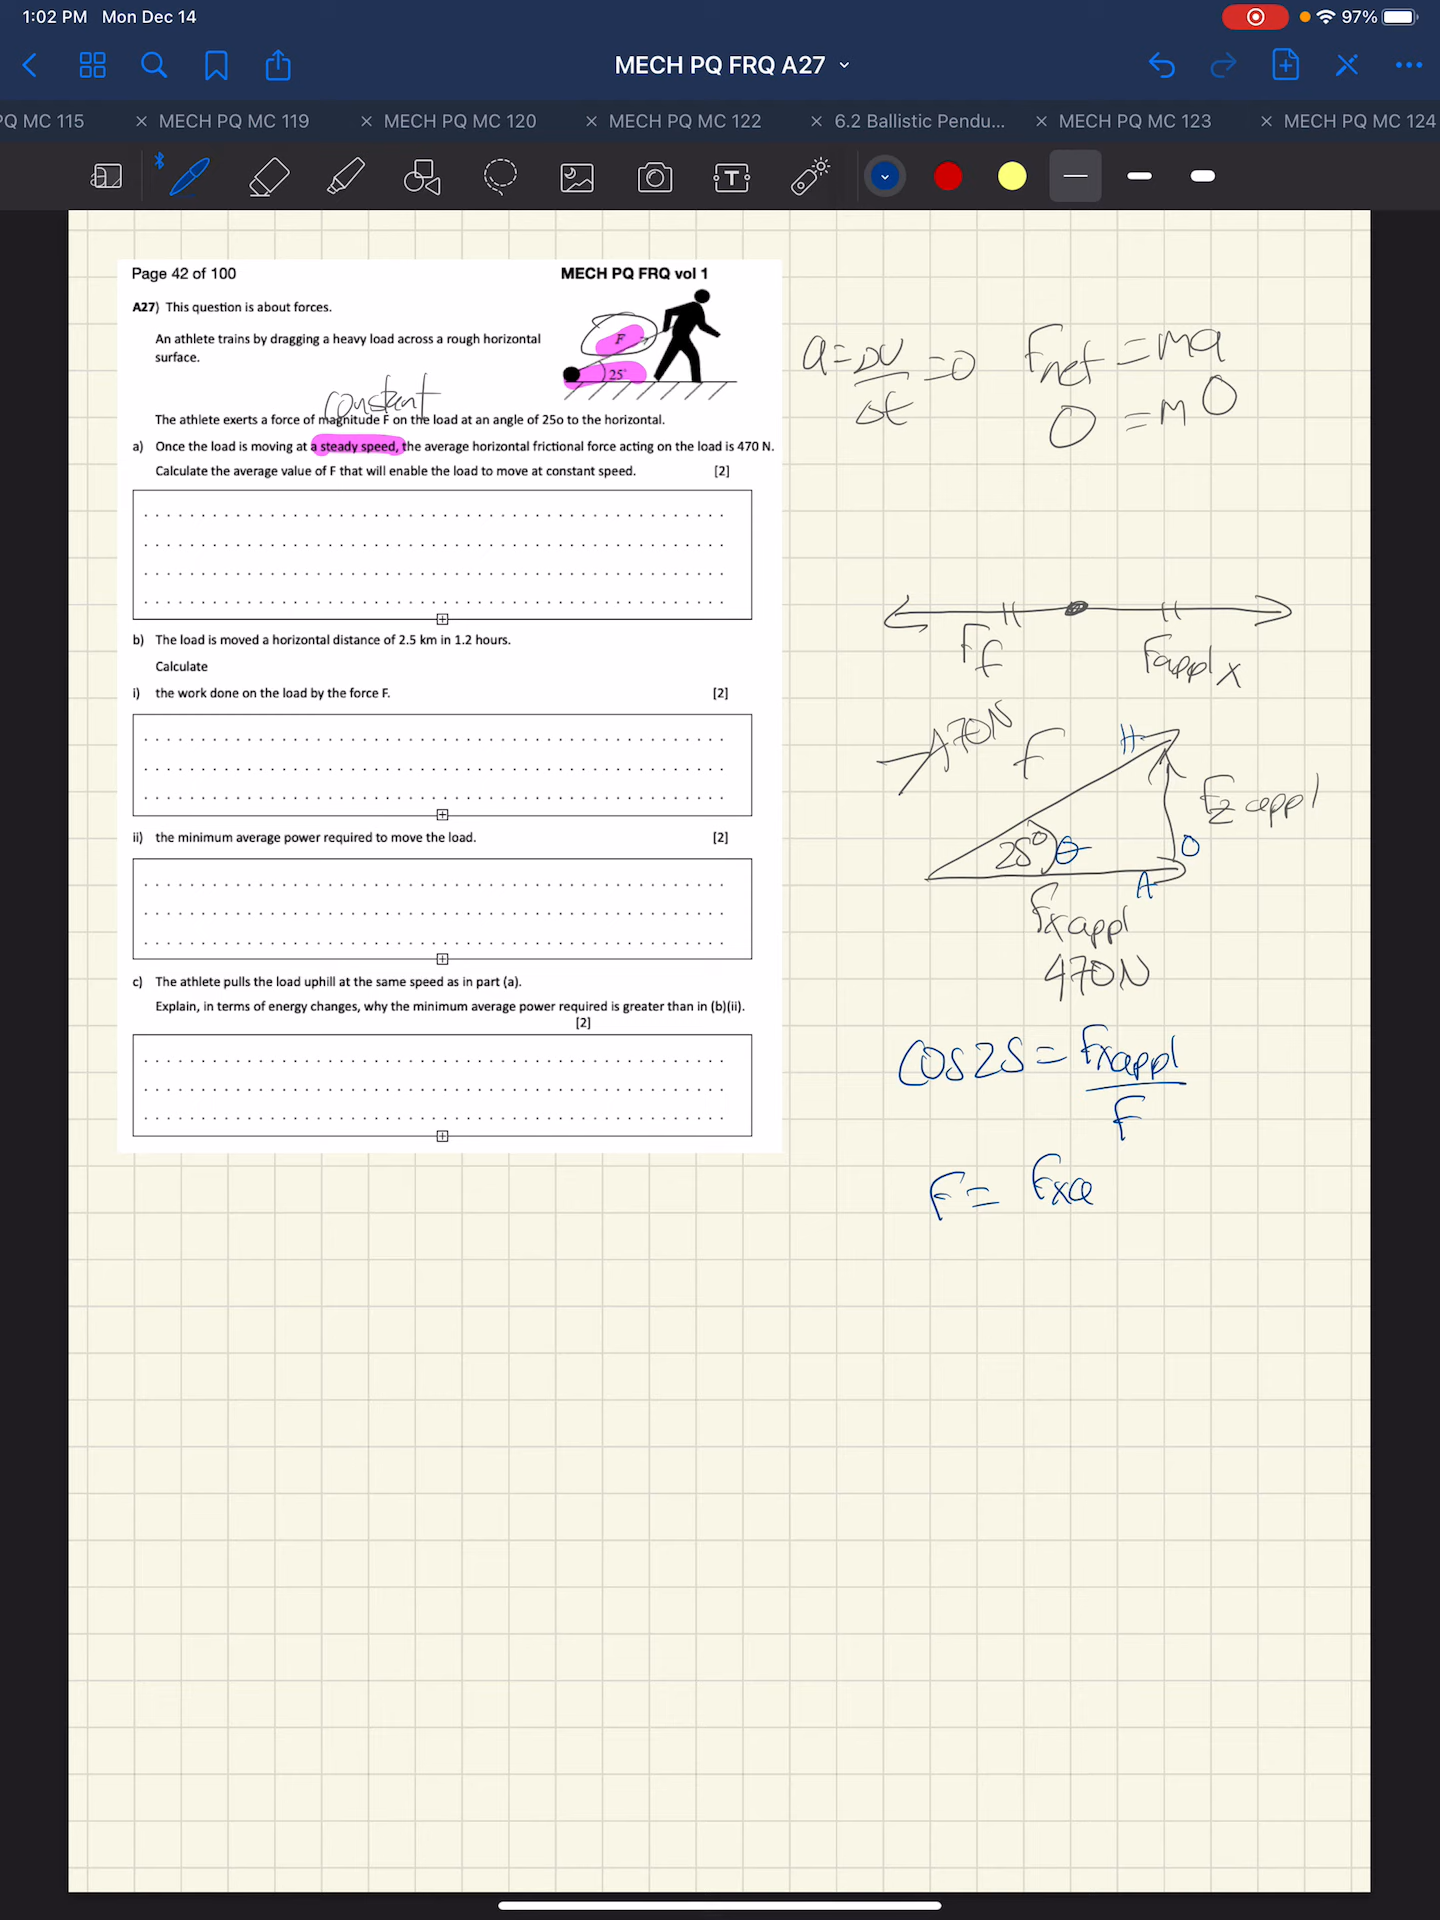 1:02 PM Mon Dec 14
97%
MECH PQ FRQ A27
PQ MC 115
× MECH PQ MC 119
× MECH PQ MC 120
× MECH PQ MC 122
× 6.2 Ballistic Pendu...
× MECH PQ MC 123
× MECH PQ MC 124
Page 42 of 100
MECH PQ FRQ vol 1
A27) This question is about forces.
An athlete trains by dragging a heavy load across a rough horizontal
surface.
F
25°
constant
The athlete exerts a force of magnitude F on the load at an angle of 25o to the horizontal.
a) Once the load is moving at a steady speed, the average horizontal frictional force acting on the load is 470 N.
Calculate the average value of F that will enable the load to move at constant speed. [2]
b) The load is moved a horizontal distance of 2.5 km in 1.2 hours.
Calculate
i) the work done on the load by the force F. [2]
ii) the minimum average power required to move the load. [2]
c) The athlete pulls the load uphill at the same speed as in part (a).
Explain, in terms of energy changes, why the minimum average power required is greater than in (b)(ii).
[2]
a = Δv/Δt = 0
Fnet = ma
0 = m 0
Ff
Fappl x
470N
F
H
Fz appl
25°
θ
O
A
Fx appl
470N
cos 25 = Fxappl / F
F = Fxa